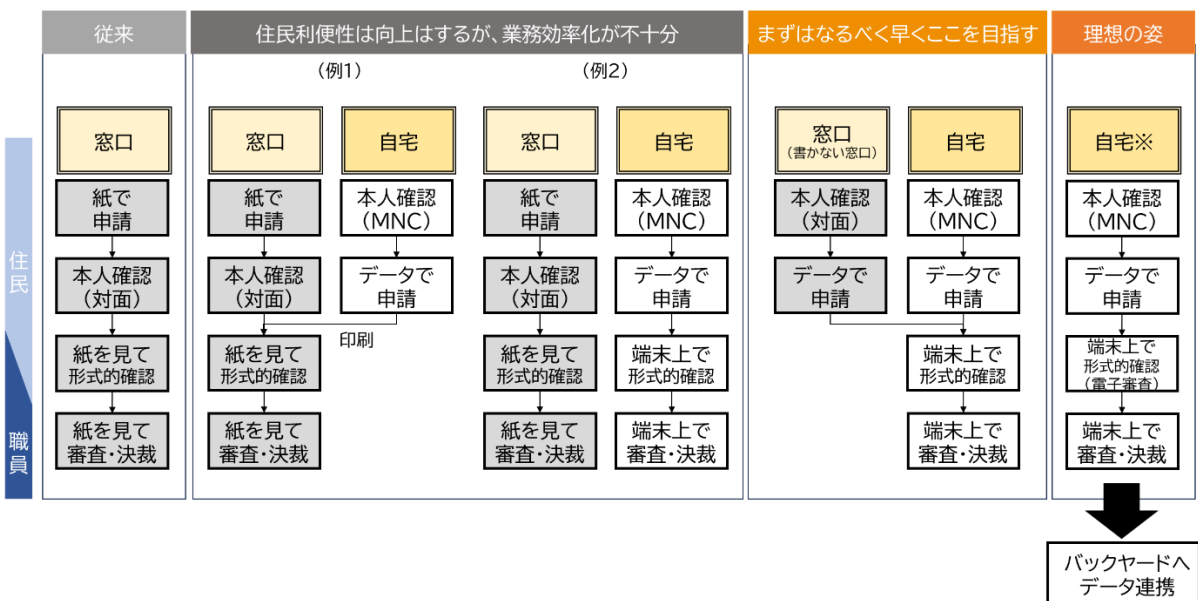 従来
住民利便性は向上はするが、業務効率化が不十分
まずはなるべく早くここを目指す
理想の姿
（例1）
（例2）
窓口
窓口
自宅
窓口
自宅
窓口
（書かない窓口）
自宅
自宅※
紙で
申請
紙で
申請
本人確認
（MNC）
紙で
申請
本人確認
（MNC）
本人確認
（対面）
本人確認
（MNC）
本人確認
（MNC）
住民
本人確認
（対面）
本人確認
（対面）
データで
申請
本人確認
（対面）
データで
申請
データで
申請
データで
申請
データで
申請
印刷
紙を見て
形式的確認
紙を見て
形式的確認
紙を見て
形式的確認
端末上で
形式的確認
端末上で
形式的確認
端末上で
形式的確認
（電子審査）
職員
紙を見て
審査・決裁
紙を見て
審査・決裁
紙を見て
審査・決裁
端末上で
審査・決裁
端末上で
審査・決裁
端末上で
審査・決裁
バックヤードへ
データ連携